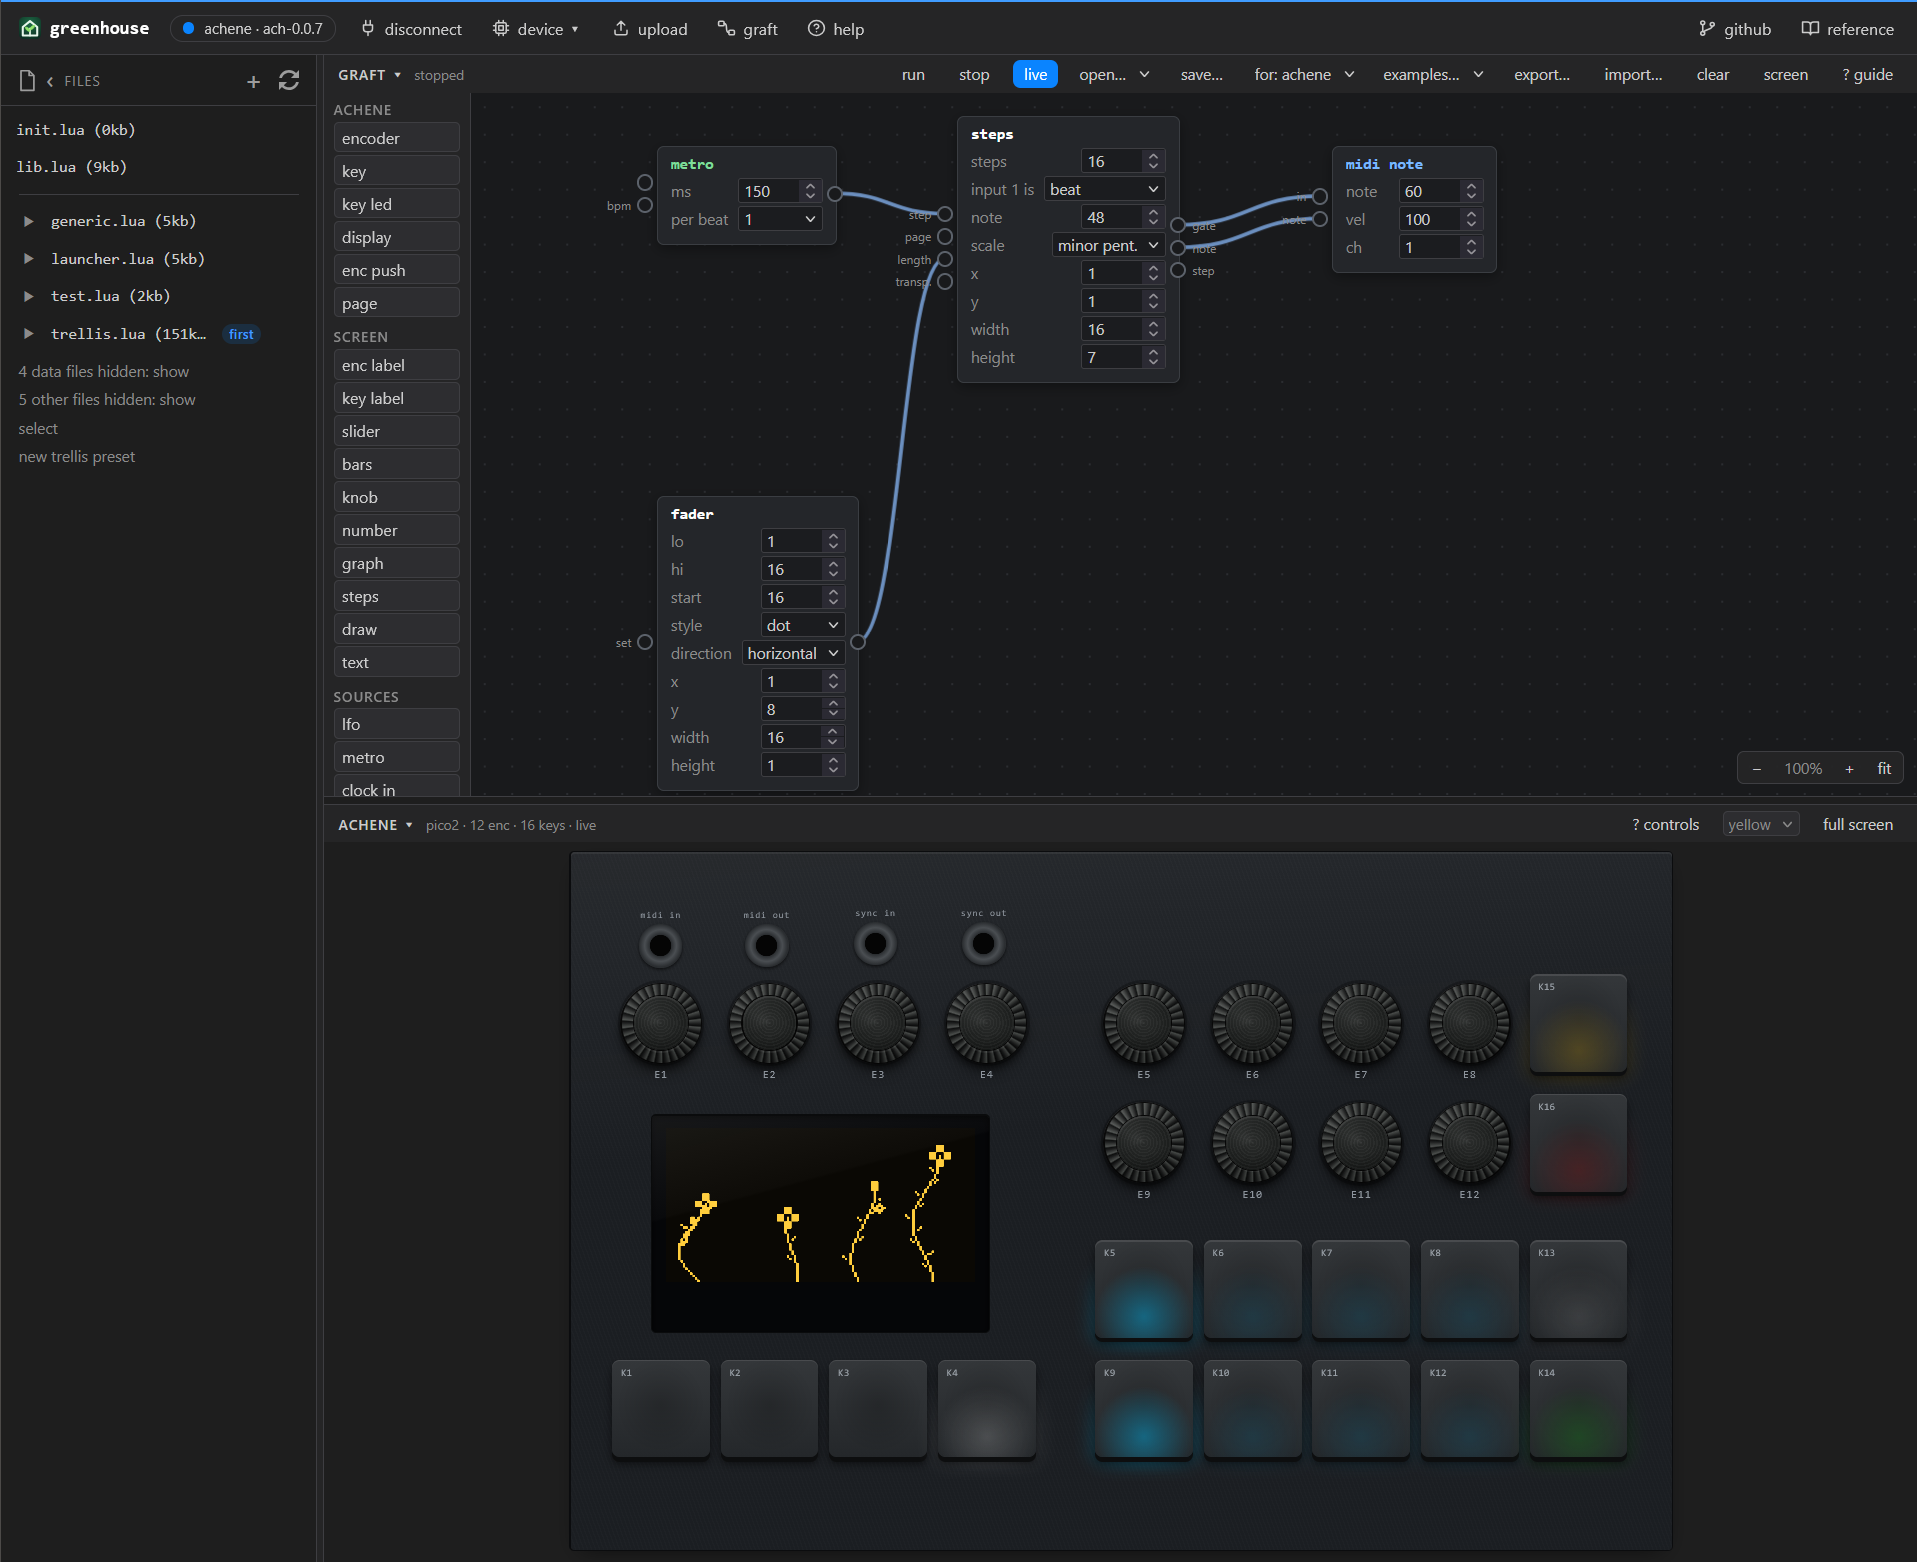 greenhouse
achene · ach-0.0.7
disconnect
device
upload
graft
help
github
reference
FILES
init.lua (0kb)
lib.lua (9kb)
generic.lua (5kb)
launcher.lua (5kb)
test.lua (2kb)
trellis.lua (151k… first
4 data files hidden: show
5 other files hidden: show
select
new trellis preset
GRAFT
stopped
run
stop
live
open...
save...
for: achene
examples...
export...
import...
clear
screen
? guide
ACHENE
encoder
key
key led
display
enc push
page
SCREEN
enc label
key label
slider
bars
knob
number
graph
steps
draw
text
SOURCES
lfo
metro
clock in
metro
ms 150
per beat 1
bpm
steps
steps 16
input 1 is beat
note 48
scale minor pent.
x 1
y 1
width 16
height 7
step
page
length
transp.
gate
note
step
midi note
note 60
vel 100
ch 1
in
note
fader
lo 1
hi 16
start 16
style dot
direction horizontal
x 1
y 8
width 16
height 1
set
− 100% + fit
ACHENE
pico2 · 12 enc · 16 keys · live
? controls
yellow
full screen
midi in
midi out
sync in
sync out
E1
E2
E3
E4
E5
E6
E7
E8
K15
E9
E10
E11
E12
K16
K5
K6
K7
K8
K13
K1
K2
K3
K4
K9
K10
K11
K12
K14